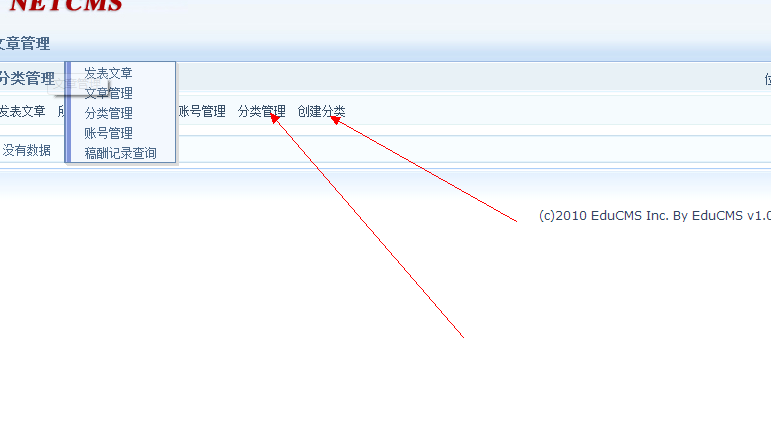 NETCMS
文章管理
分类管理
发表文章
文章管理
分类管理
账号管理
稿酬记录查询
发表文章 账号管理 分类管理 创建分类
没有数据
(c)2010 EduCMS Inc. By EduCMS v1.0